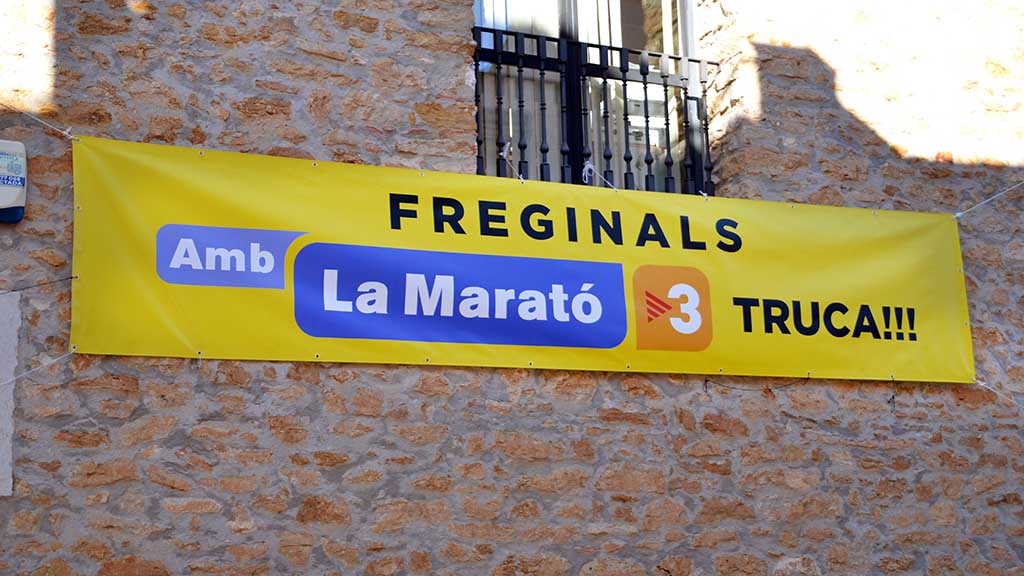 FREGINALS
Amb
La Marató
3
TRUCA!!!